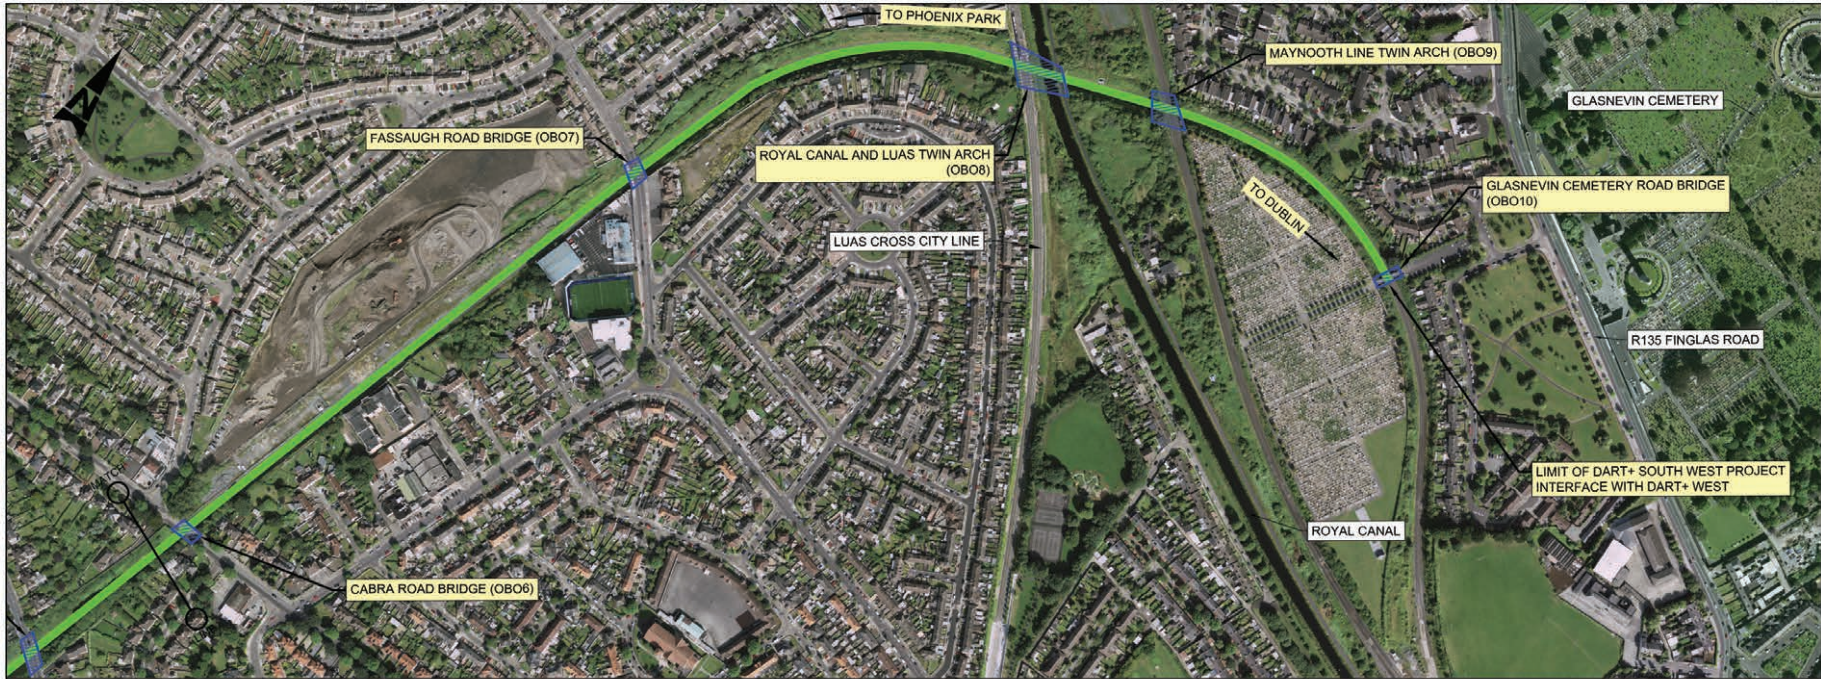 TO PHOENIX PARK
MAYNOOTH LINE TWIN ARCH (OBO9)
GLASNEVIN CEMETERY
N
FASSAUGH ROAD BRIDGE (OBO7)
ROYAL CANAL AND LUAS TWIN ARCH
(OBO8)
GLASNEVIN CEMETERY ROAD BRIDGE
(OBO10)
TO DUBLIN
LUAS CROSS CITY LINE
R135 FINGLAS ROAD
LIMIT OF DART+ SOUTH WEST PROJECT
INTERFACE WITH DART+ WEST
ROYAL CANAL
CABRA ROAD BRIDGE (OBO6)